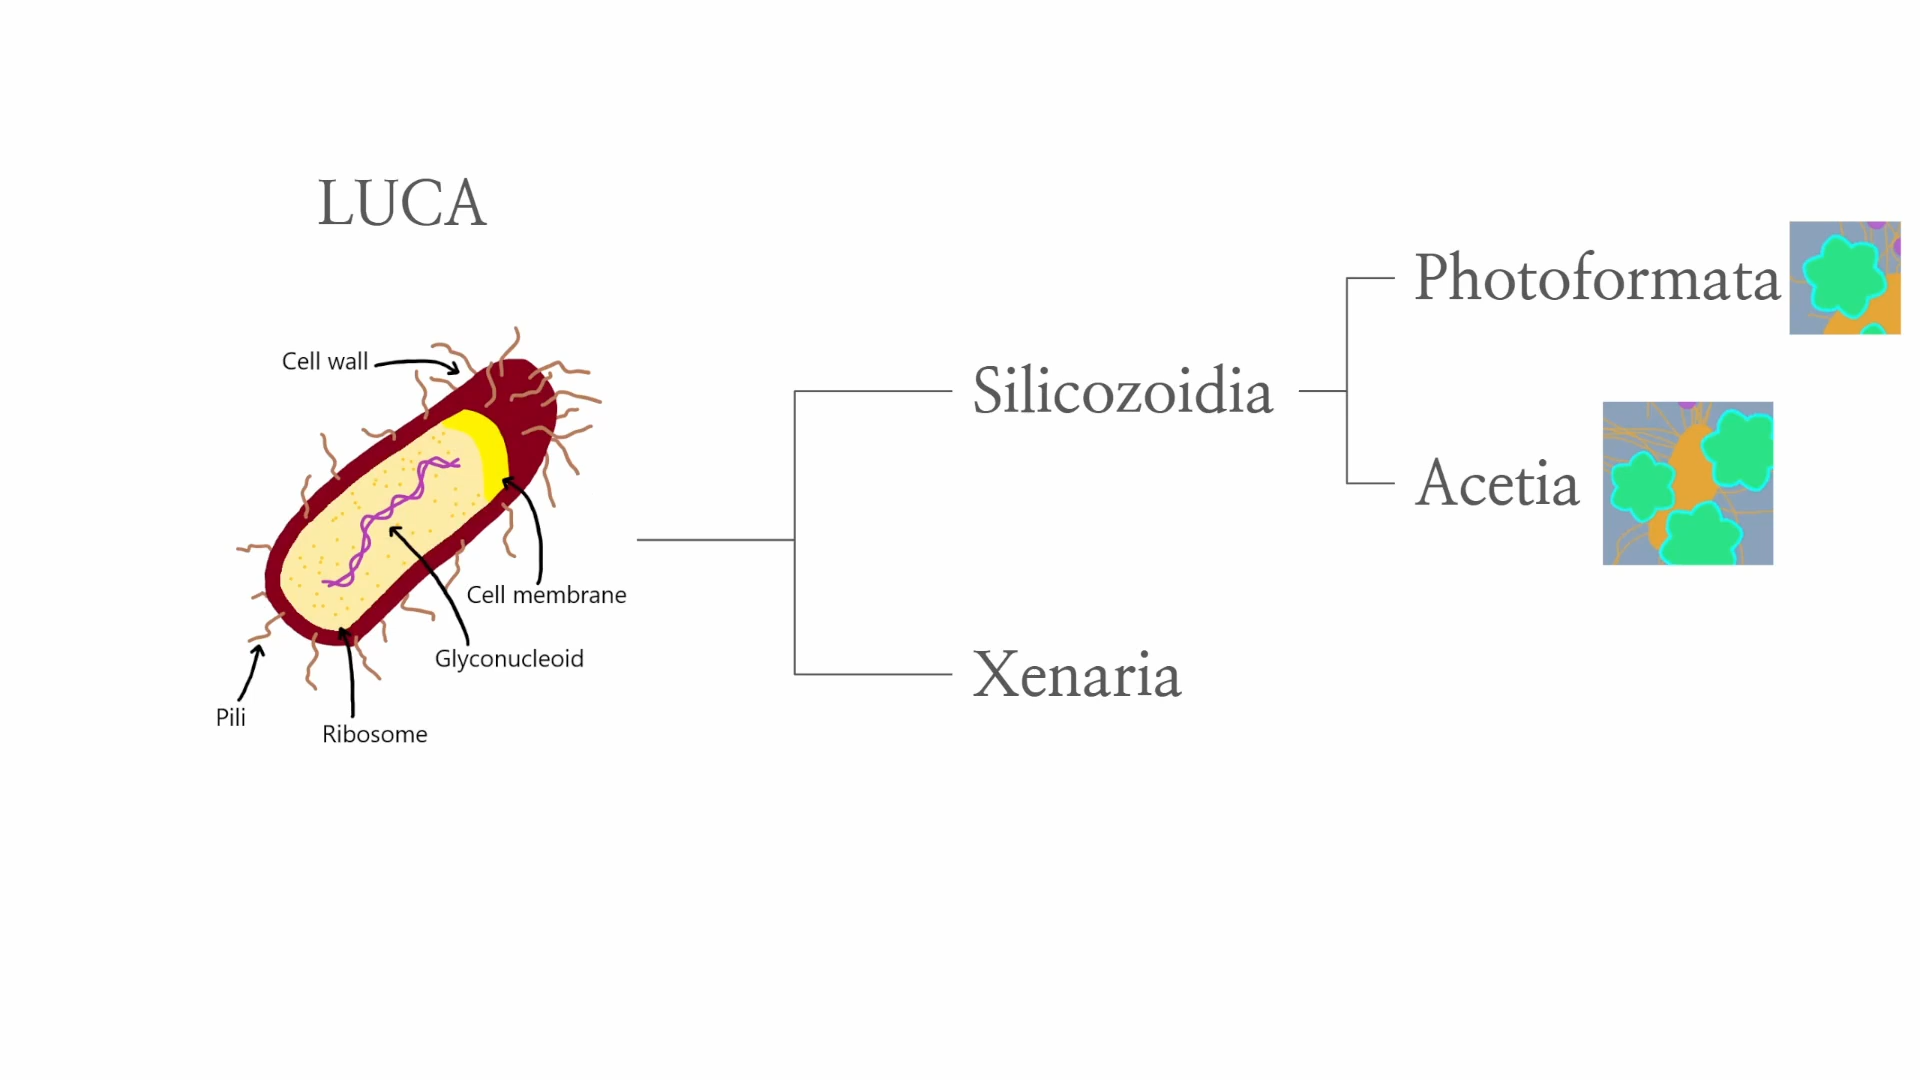 LUCA
Cell wall
Cell membrane
Glyconucleoid
Pili
Ribosome
Silicozoidia
Xenaria
Photoformata
Acetia